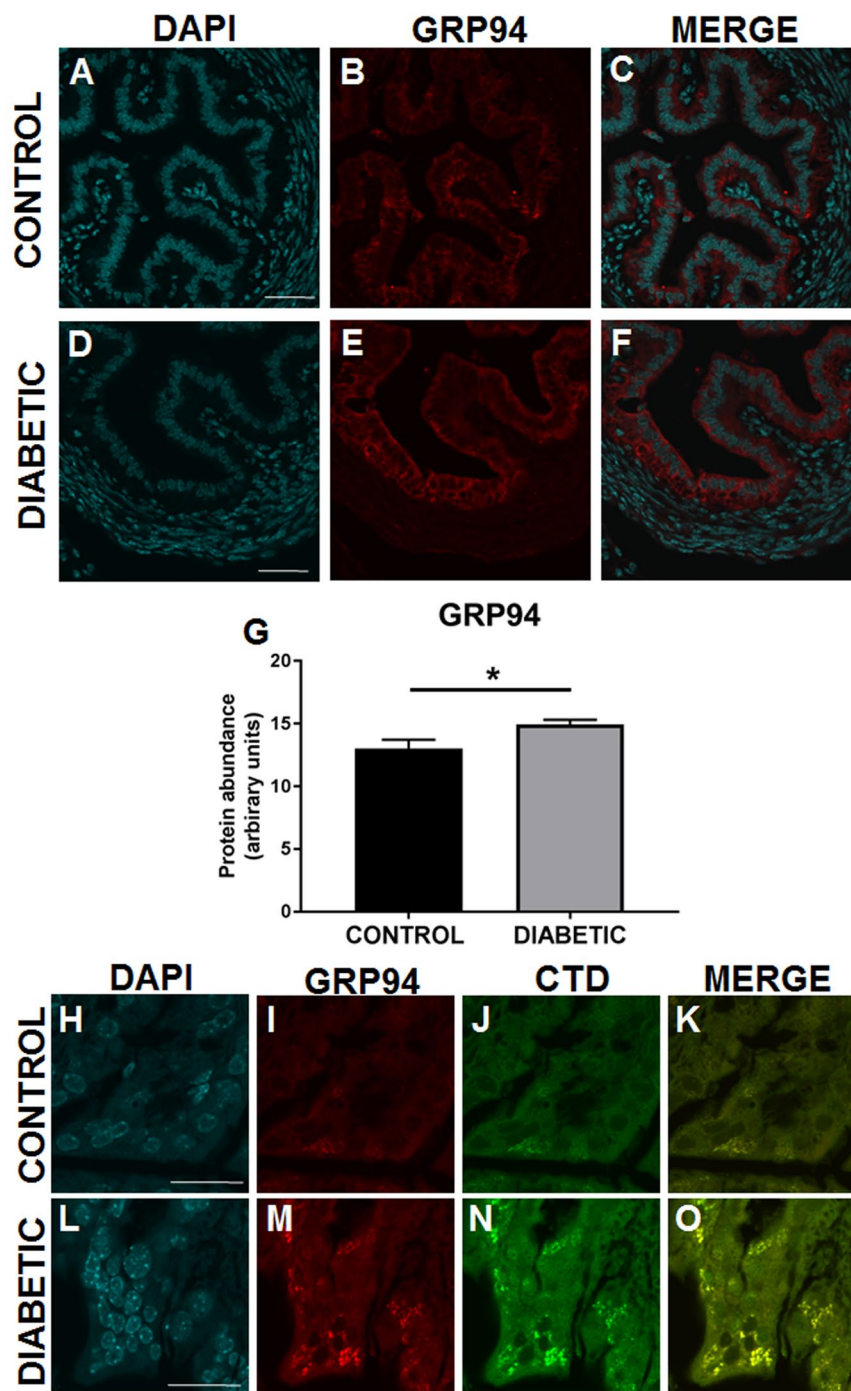 DAPI GRP94 MERGE
CONTROL
A B C
DIABETIC
D E F
G
GRP94
Protein abundance
(arbirary units)
20
15
10
5
0
*
CONTROL DIABETIC
DAPI GRP94 CTD MERGE
CONTROL
H I J K
DIABETIC
L M N O